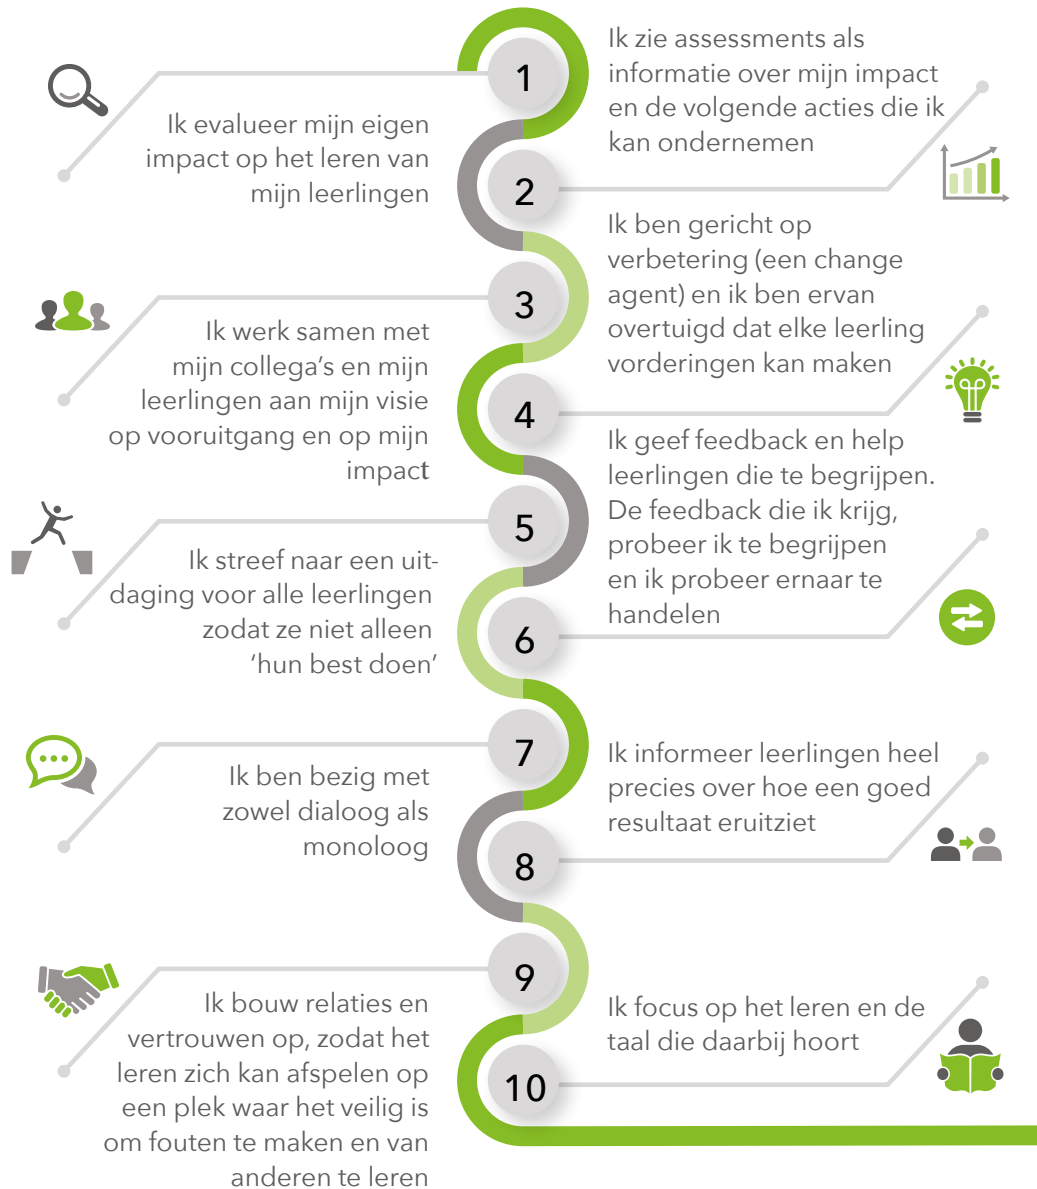 1
Ik evalueer mijn eigen
impact op het leren van
mijn leerlingen
2
Ik zie assessments als
informatie over mijn impact
en de volgende acties die ik
kan ondernemen
3
Ik werk samen met
mijn collega’s en mijn
leerlingen aan mijn visie
op vooruitgang en op mijn
impact
4
Ik ben gericht op
verbetering (een change
agent) en ik ben ervan
overtuigd dat elke leerling
vorderingen kan maken
5
Ik streef naar een uit-
daging voor alle leerlingen
zodat ze niet alleen
‘hun best doen’
6
Ik geef feedback en help
leerlingen die te begrijpen.
De feedback die ik krijg,
probeer ik te begrijpen
en ik probeer ernaar te
handelen
7
Ik ben bezig met
zowel dialoog als
monoloog
8
Ik informeer leerlingen heel
precies over hoe een goed
resultaat eruitziet
9
Ik bouw relaties en
vertrouwen op, zodat het
leren zich kan afspelen op
een plek waar het veilig is
om fouten te maken en van
anderen te leren
10
Ik focus op het leren en de
taal die daarbij hoort